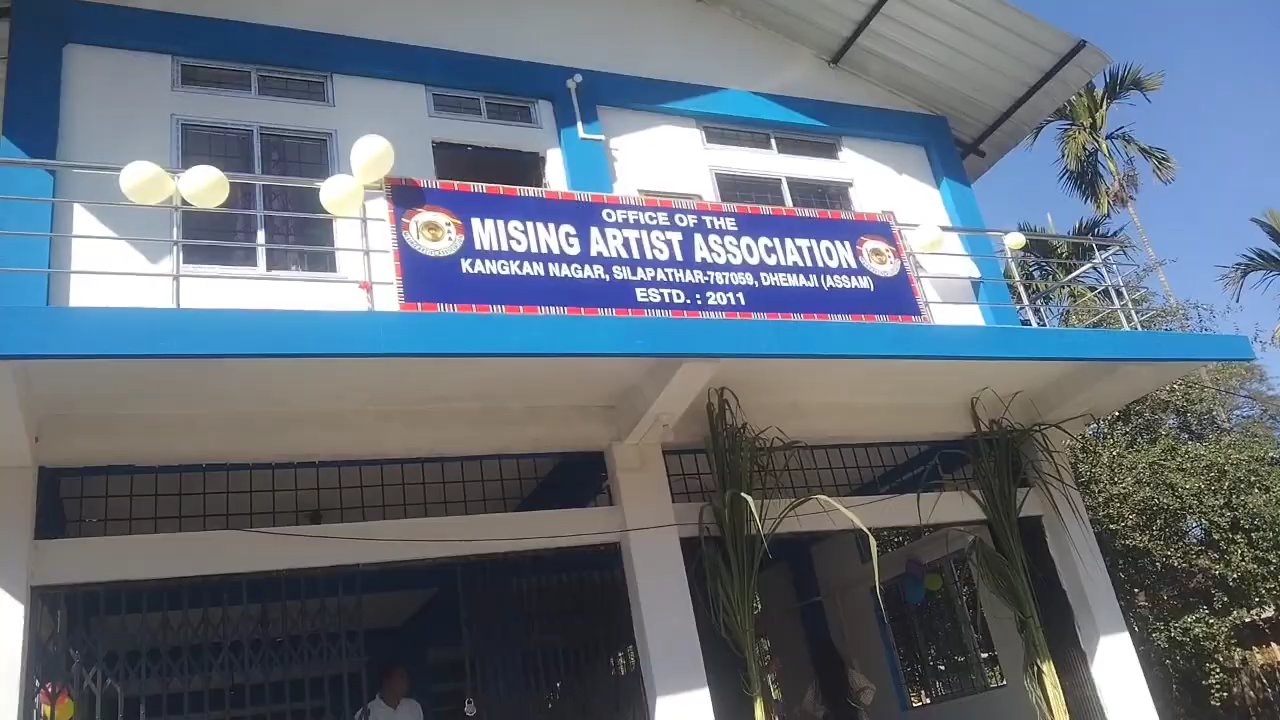 OFFICE OF THE
MISING ARTIST ASSOCIATION
KANGKAN NAGAR, SILAPATHAR-787059, DHEMAJI (ASSAM)
ESTD. : 2011